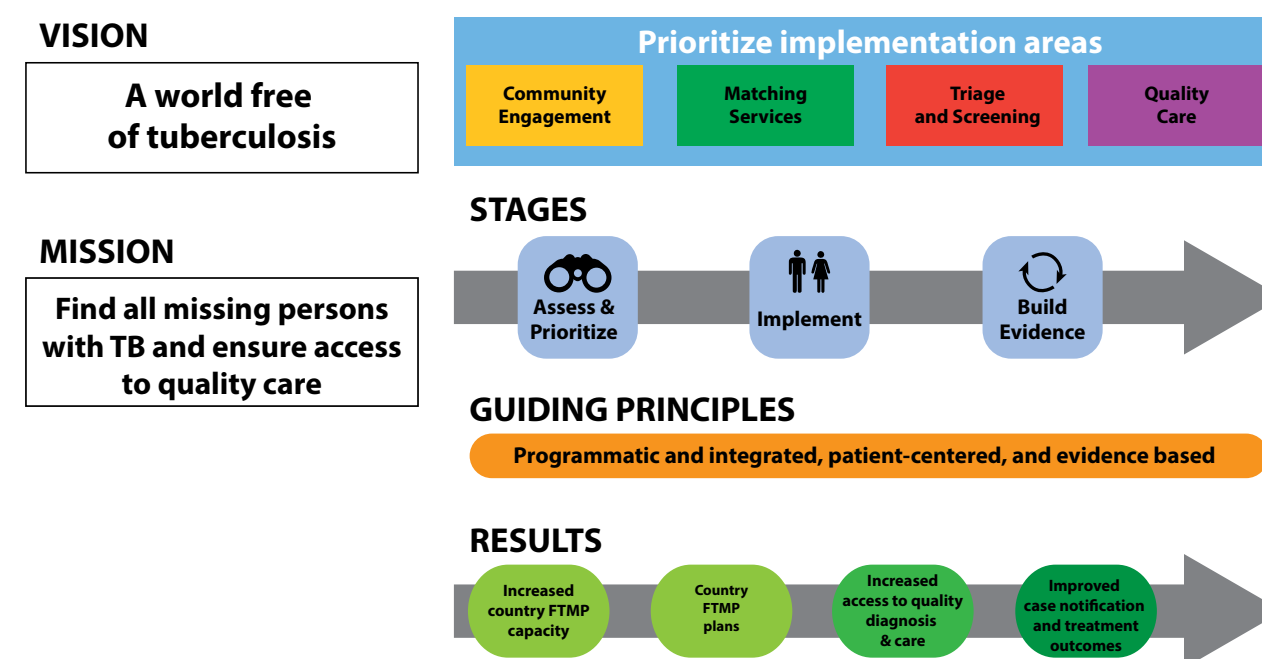 VISION
A world free
of tuberculosis
MISSION
Find all missing persons
with TB and ensure access
to quality care
Prioritize implementation areas
Community
Engagement
Matching
Services
Triage
and Screening
Quality
Care
STAGES
Assess &
Prioritize
Implement
Build
Evidence
GUIDING PRINCIPLES
Programmatic and integrated, patient-centered, and evidence based
RESULTS
Increased
country FTMP
capacity
Country
FTMP
plans
Increased
access to quality
diagnosis
& care
Improved
case notification
and treatment
outcomes